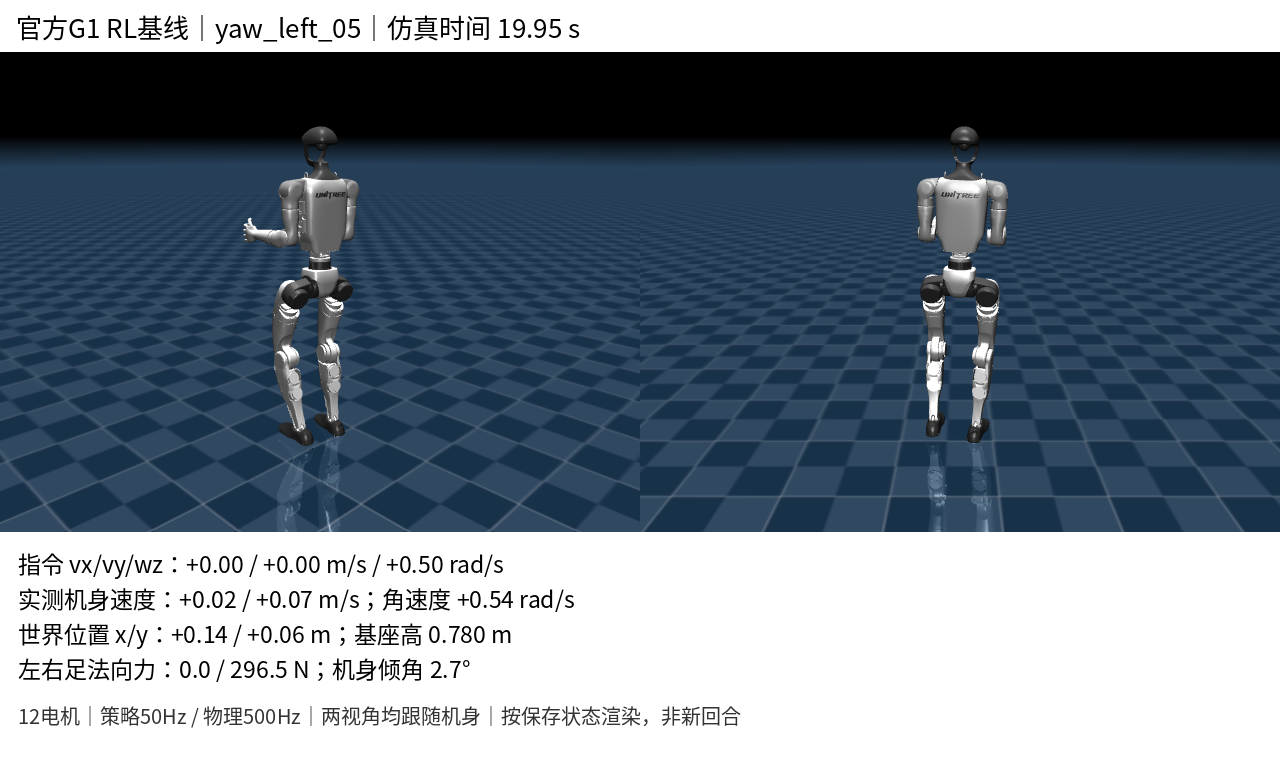 官方G1 RL基线｜yaw_left_05｜仿真时间 19.95 s
UNITREE
UNITREE
指令 vx/vy/wz：+0.00 / +0.00 m/s / +0.50 rad/s
实测机身速度：+0.02 / +0.07 m/s；角速度 +0.54 rad/s
世界位置 x/y：+0.14 / +0.06 m；基座高 0.780 m
左右足法向力：0.0 / 296.5 N；机身倾角 2.7°
12电机｜策略50Hz / 物理500Hz｜两视角均跟随机身｜按保存状态渲染，非新回合